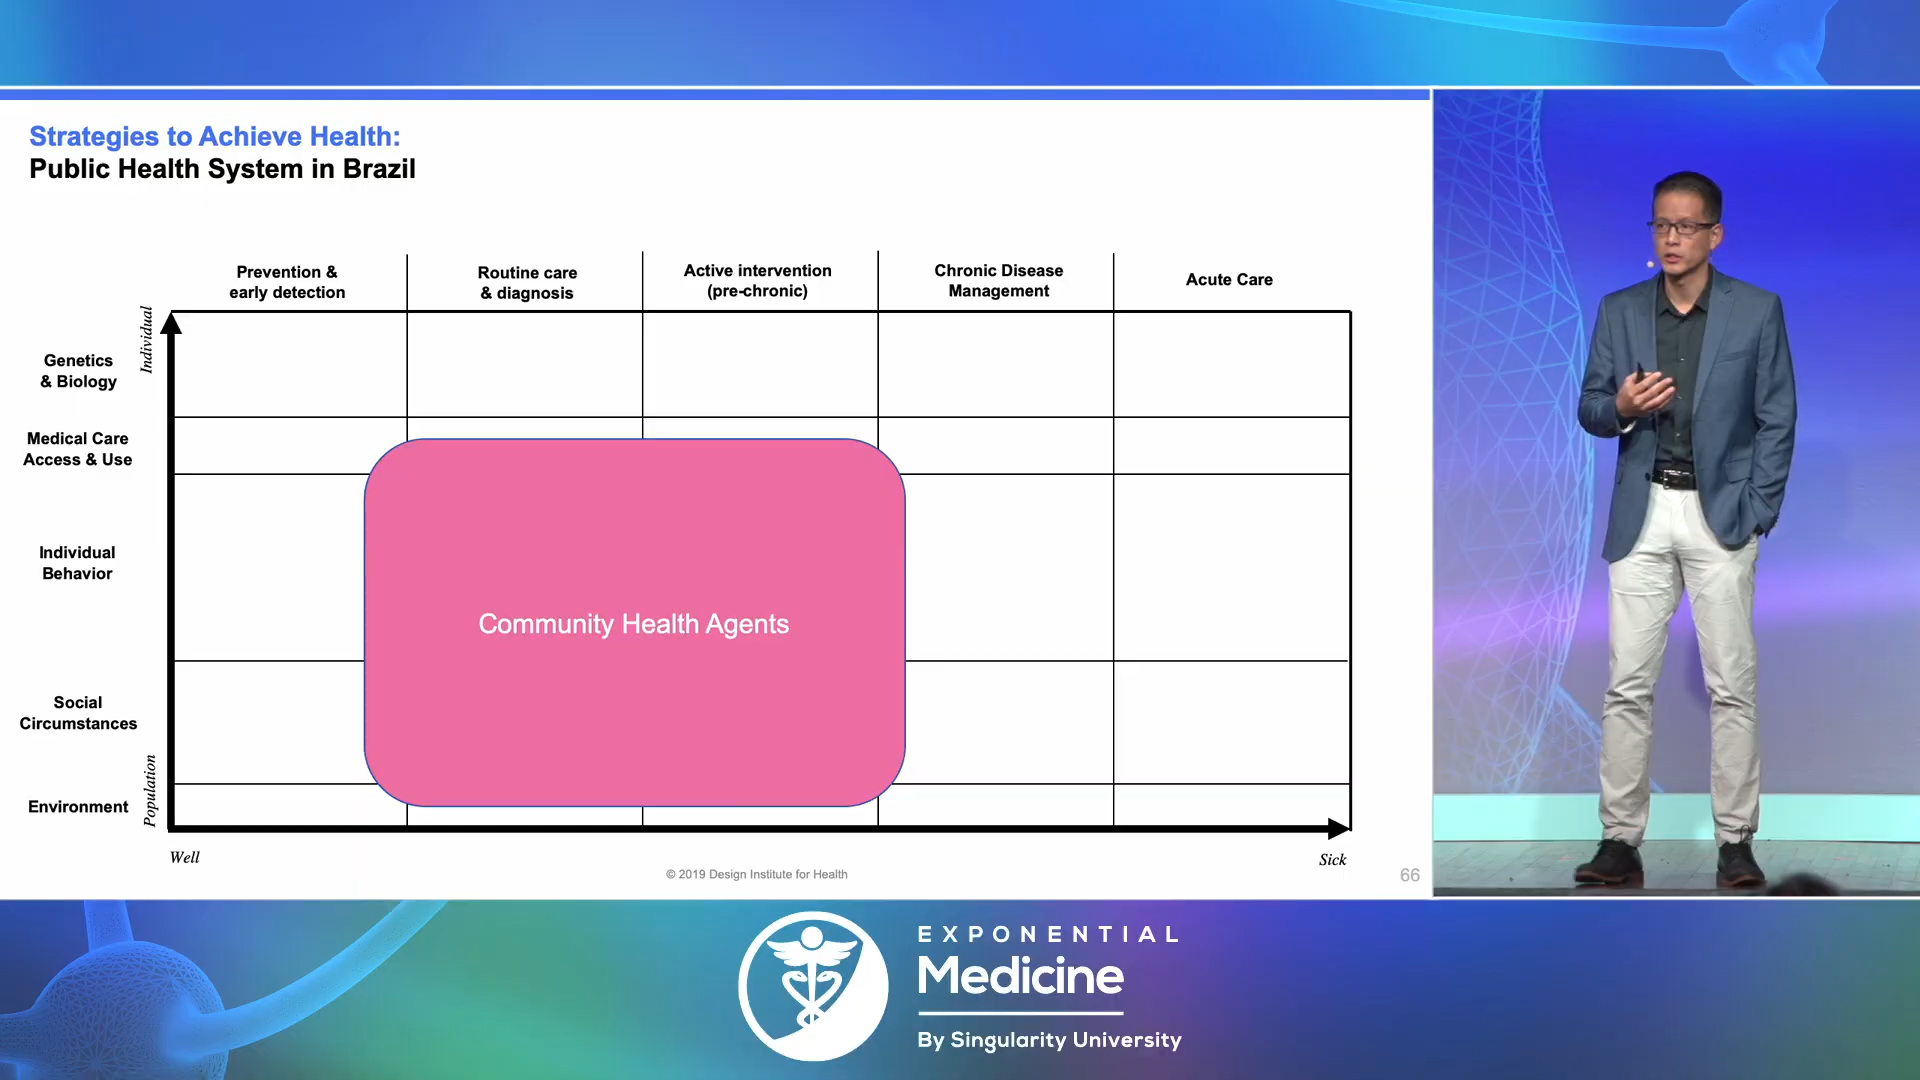 Strategies to Achieve Health:
Public Health System in Brazil
Prevention &
early detection
Routine care
& diagnosis
Active intervention
(pre-chronic)
Chronic Disease
Management
Acute Care
Individual
Genetics
& Biology
Medical Care
Access & Use
Individual
Behavior
Community Health Agents
Social
Circumstances
Population
Environment
Well
Sick
© 2019 Design Institute for Health
66
EXPONENTIAL
Medicine
By Singularity University